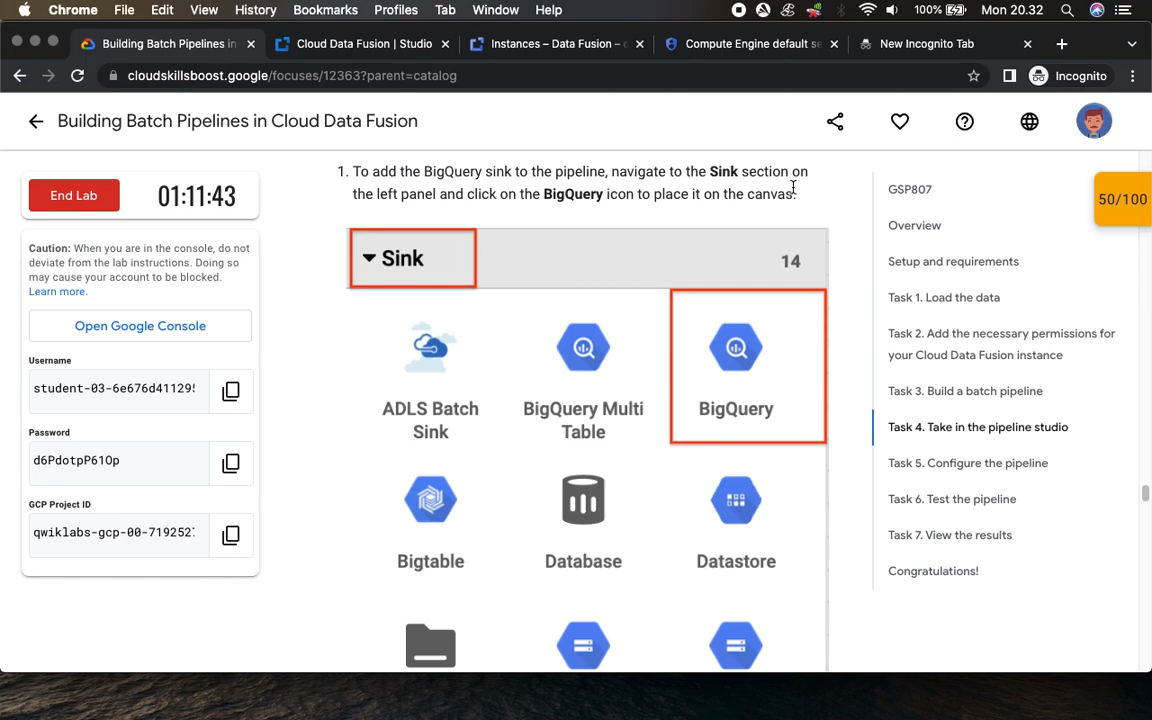 Chrome File Edit View History Bookmarks Profiles Tab Window Help 100% Mon 20.32
Building Batch Pipelines in Cloud Data Fusion | Studio Instances – Data Fusion – Compute Engine default se New Incognito Tab
cloudskillsboost.google/focuses/12363?parent=catalog Incognito
Building Batch Pipelines in Cloud Data Fusion
End Lab 01:11:43
Caution: When you are in the console, do not
deviate from the lab instructions. Doing so
may cause your account to be blocked.
Learn more.
Open Google Console
Username
student-03-6e676d41129
Password
d6PdotpP61Op
GCP Project ID
qwiklabs-gcp-00-719252
1. To add the BigQuery sink to the pipeline, navigate to the Sink section on
the left panel and click on the BigQuery icon to place it on the canvas.
Sink 14
ADLS Batch
Sink
BigQuery Multi
Table
BigQuery
Bigtable
Database
Datastore
50/100
GSP807
Overview
Setup and requirements
Task 1. Load the data
Task 2. Add the necessary permissions for
your Cloud Data Fusion instance
Task 3. Build a batch pipeline
Task 4. Take in the pipeline studio
Task 5. Configure the pipeline
Task 6. Test the pipeline
Task 7. View the results
Congratulations!